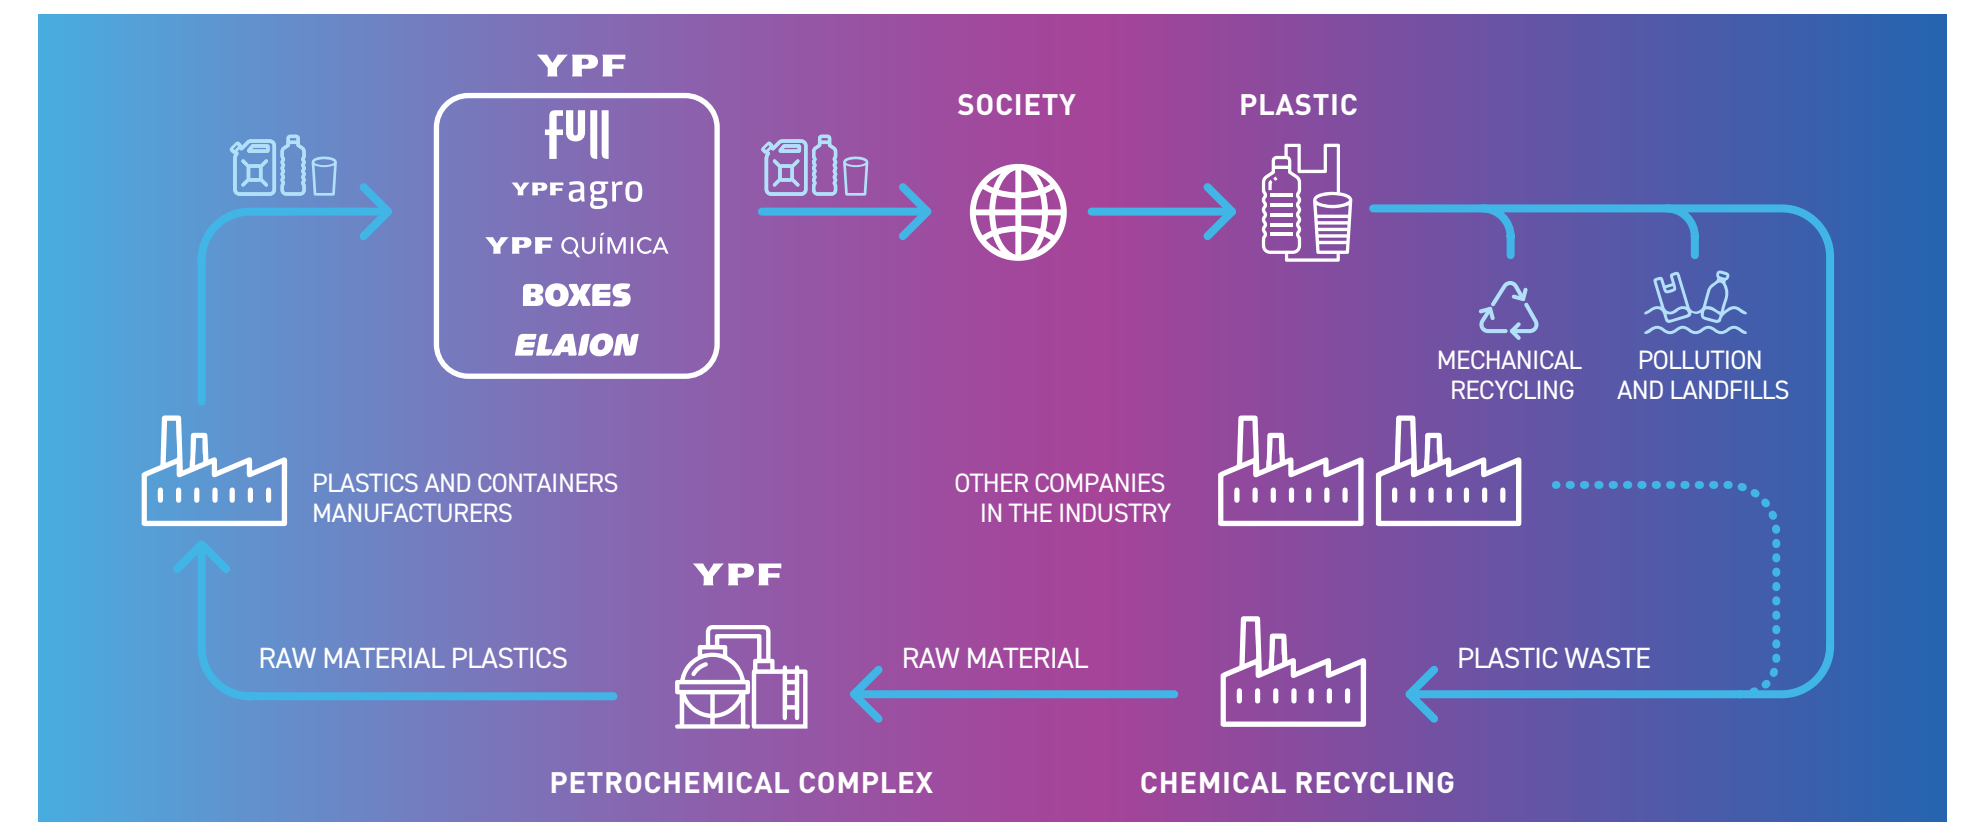 YPF
full
YPF agro
YPF QUÍMICA
BOXES
ELAION
SOCIETY
PLASTIC
MECHANICAL
RECYCLING
POLLUTION
AND LANDFILLS
PLASTICS AND CONTAINERS
MANUFACTURERS
OTHER COMPANIES
IN THE INDUSTRY
YPF
RAW MATERIAL PLASTICS
RAW MATERIAL
PLASTIC WASTE
PETROCHEMICAL COMPLEX
CHEMICAL RECYCLING